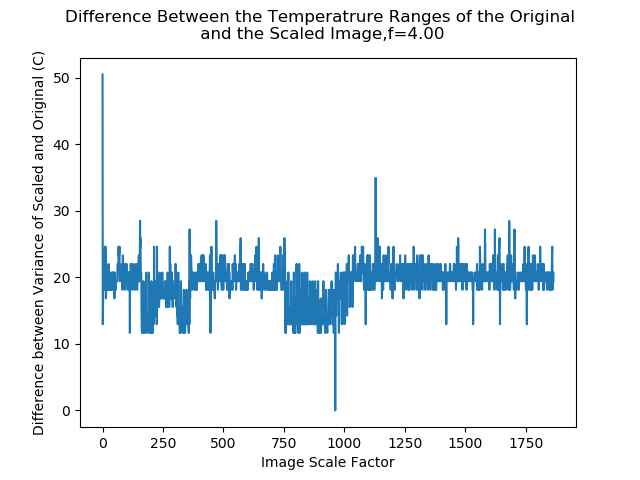 Difference Between the Temperatrure Ranges of the Original
and the Scaled Image,f=4.00
Difference between Variance of Scaled and Original (C)
50
40
30
20
10
0
0 250 500 750 1000 1250 1500 1750
Image Scale Factor